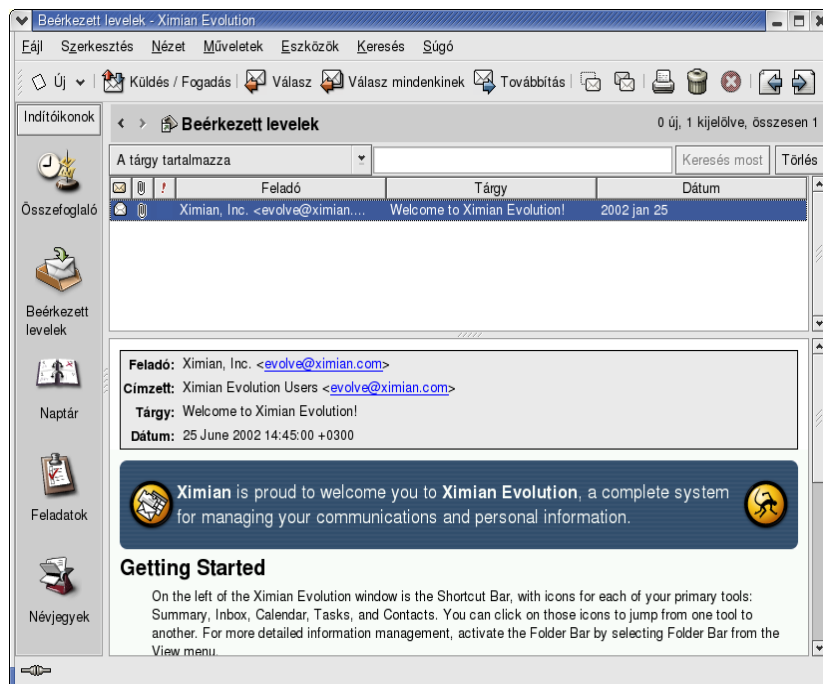 Beérkezett levelek - Ximian Evolution
Fájl Szerkesztés Nézet Műveletek Eszközök Keresés Súgó
Új Küldés / Fogadás Válasz Válasz mindenkinek Továbbítás
Indítóikonok
Beérkezett levelek
0 új, 1 kijelölve, összesen 1
A tárgy tartalmazza
Keresés most Törlés
Feladó Tárgy Dátum
Ximian, Inc. <evolve@ximian.... Welcome to Ximian Evolution! 2002 jan 25
Összefoglaló
Beérkezett
levelek
Naptár
Feladatok
Névjegyek
Feladó: Ximian, Inc. <evolve@ximian.com>
Címzett: Ximian Evolution Users <evolve@ximian.com>
Tárgy: Welcome to Ximian Evolution!
Dátum: 25 June 2002 14:45:00 +0300
Ximian is proud to welcome you to Ximian Evolution, a complete system
for managing your communications and personal information.
Getting Started
On the left of the Ximian Evolution window is the Shortcut Bar, with icons for each of your primary tools:
Summary, Inbox, Calendar, Tasks, and Contacts. You can click on those icons to jump from one tool to
another. For more detailed information management, activate the Folder Bar by selecting Folder Bar from the
View menu.